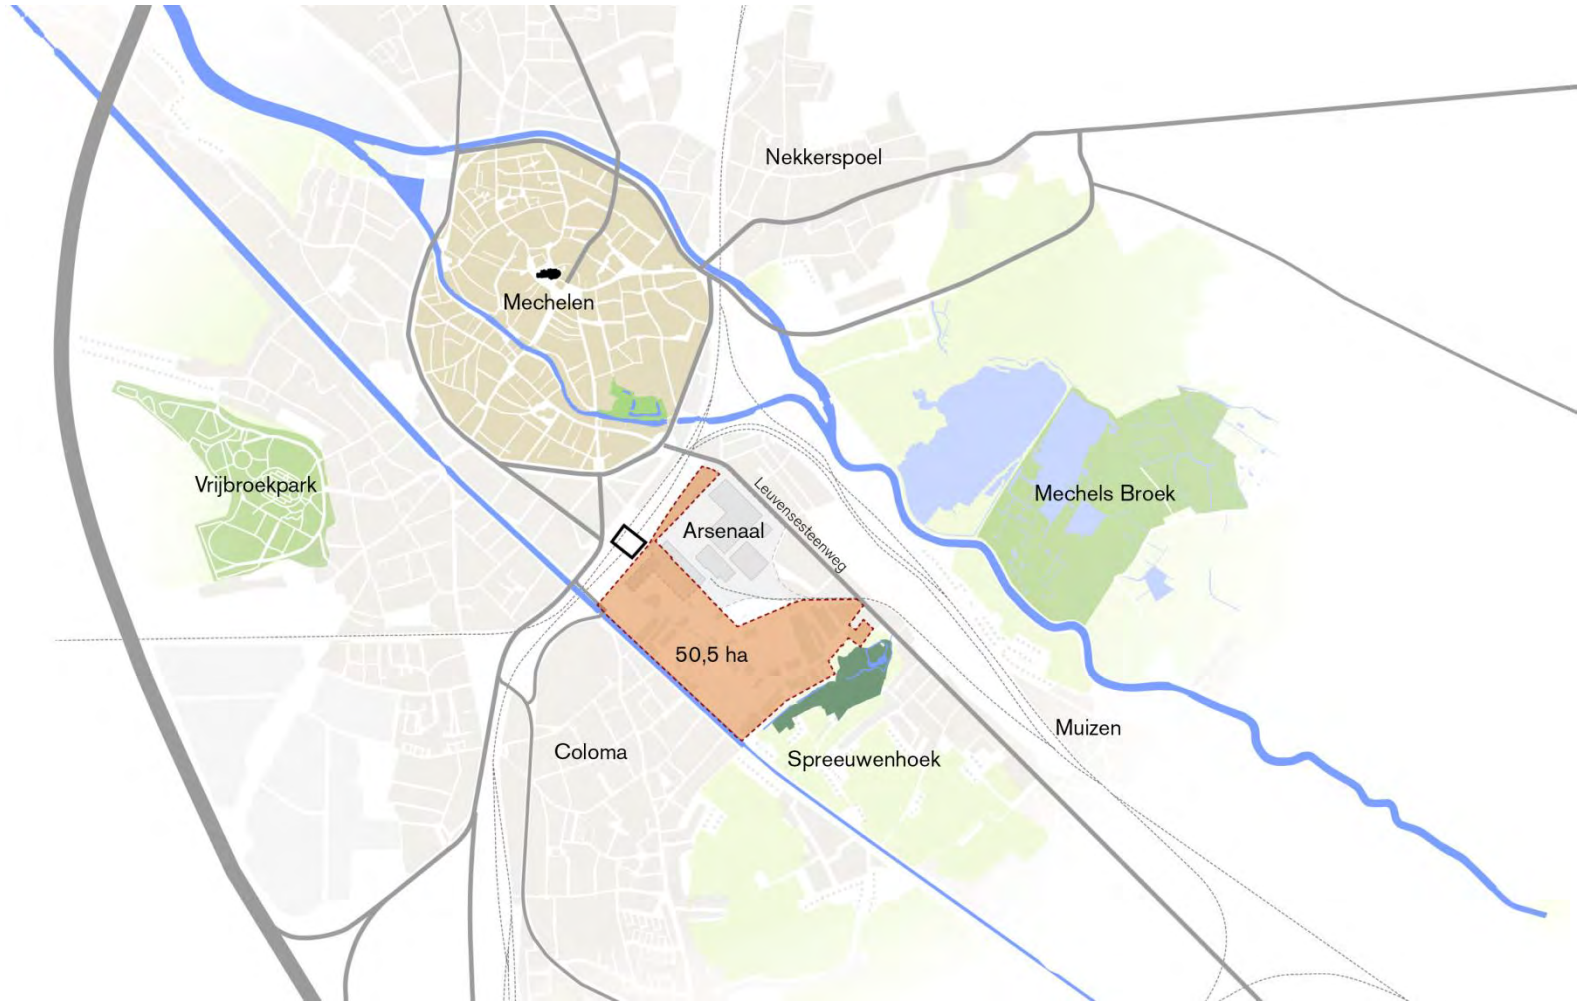 Nekkerspoel
Mechelen
Vrijbroekpark
Mechels Broek
Leuvensesteenweg
Arsenaal
50,5 ha
Muizen
Coloma
Spreeuwenhoek